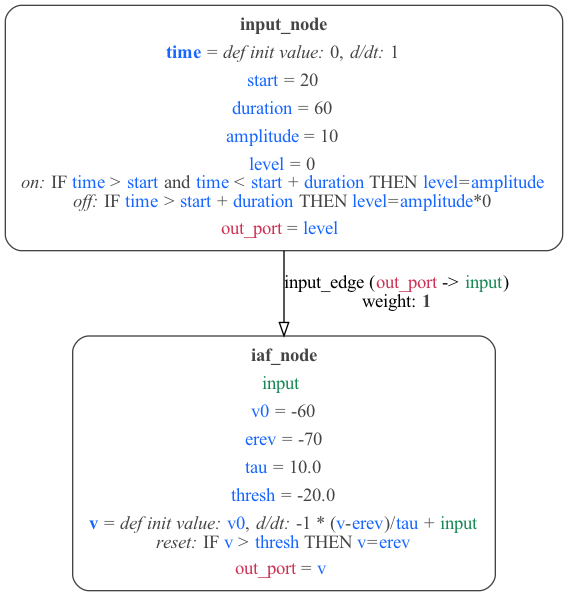 input_node
time = def init value: 0, d/dt: 1
start = 20
duration = 60
amplitude = 10
level = 0
on: IF time > start and time < start + duration THEN level=amplitude
off: IF time > start + duration THEN level=amplitude*0
out_port = level
input_edge (out_port -> input)
weight: 1
iaf_node
input
v0 = -60
erev = -70
tau = 10.0
thresh = -20.0
v = def init value: v0, d/dt: -1 * (v-erev)/tau + input
reset: IF v > thresh THEN v=erev
out_port = v